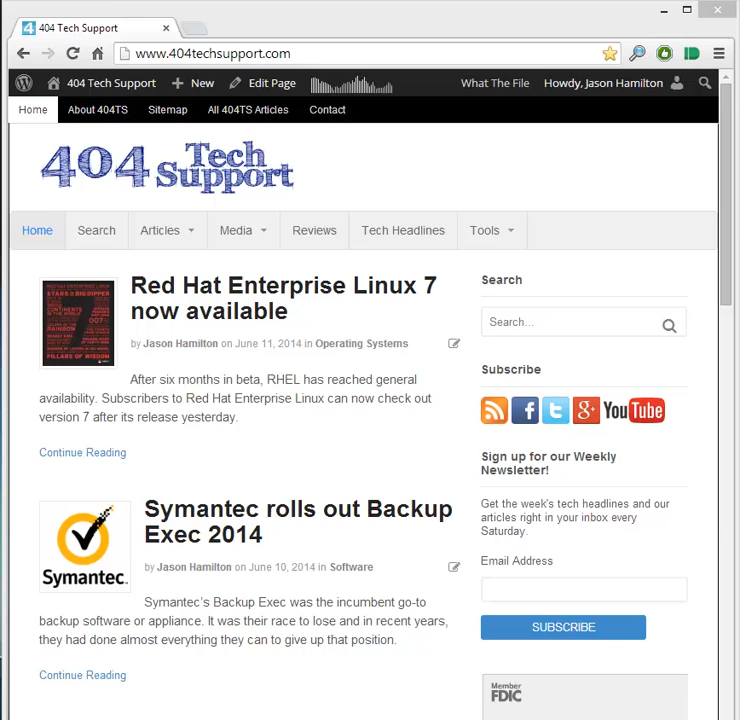 404 Tech Support
www.404techsupport.com
404 Tech Support New Edit Page What The File Howdy, Jason Hamilton
Home About 404TS Sitemap All 404TS Articles Contact
404 Tech
Support
Home Search Articles Media Reviews Tech Headlines Tools
Red Hat Enterprise Linux 7
now available
by Jason Hamilton on June 11, 2014 in Operating Systems
After six months in beta, RHEL has reached general
availability. Subscribers to Red Hat Enterprise Linux can now check out
version 7 after its release yesterday.
Continue Reading
Symantec.
Symantec rolls out Backup
Exec 2014
by Jason Hamilton on June 10, 2014 in Software
Symantec's Backup Exec was the incumbent go-to
backup software or appliance. It was their race to lose and in recent years,
they had done almost everything they can to give up that position.
Continue Reading
Search
Search...
Subscribe
You Tube
Sign up for our Weekly
Newsletter!
Get the week's tech headlines and our
articles right in your inbox every
Saturday.
Email Address
SUBSCRIBE
Member
FDIC